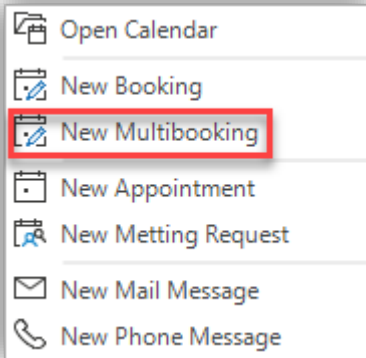 Open Calendar
New Booking
New Multibooking
New Appointment
New Metting Request
New Mail Message
New Phone Message